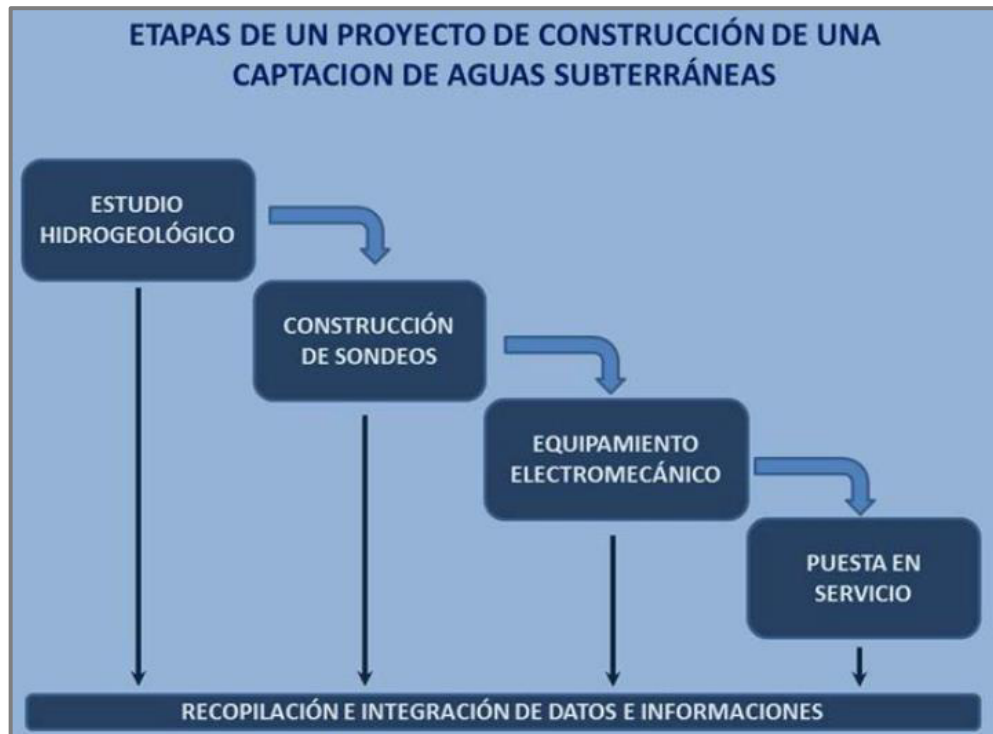 ETAPAS DE UN PROYECTO DE CONSTRUCCIÓN DE UNA
CAPTACION DE AGUAS SUBTERRÁNEAS
ESTUDIO
HIDROGEOLÓGICO
CONSTRUCCIÓN
DE SONDEOS
EQUIPAMIENTO
ELECTROMECÁNICO
PUESTA EN
SERVICIO
RECOPILACIÓN E INTEGRACIÓN DE DATOS E INFORMACIONES